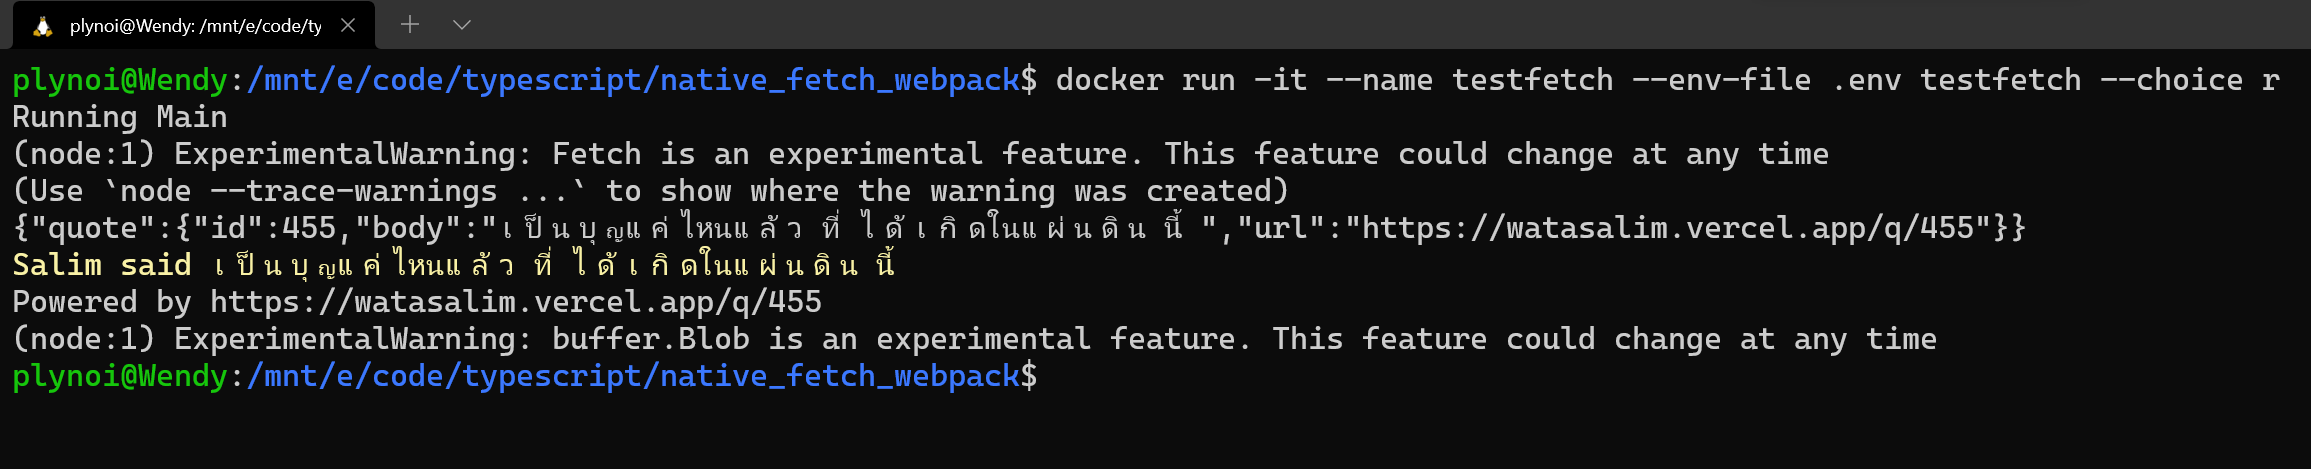 plynoi@Wendy: /mnt/e/code/ty
plynoi@Wendy:/mnt/e/code/typescript/native_fetch_webpack$ docker run -it --name testfetch --env-file .env testfetch --choice r
Running Main
(node:1) ExperimentalWarning: Fetch is an experimental feature. This feature could change at any time
(Use `node --trace-warnings ...` to show where the warning was created)
{"quote":{"id":455,"body":"เป็นบุญแค่ไหนแล้ว ที่ได้เกิดในแผ่นดินนี้","url":"https://watasalim.vercel.app/q/455"}}
Salim said เป็นบุญแค่ไหนแล้ว ที่ได้เกิดในแผ่นดินนี้
Powered by https://watasalim.vercel.app/q/455
(node:1) ExperimentalWarning: buffer.Blob is an experimental feature. This feature could change at any time
plynoi@Wendy:/mnt/e/code/typescript/native_fetch_webpack$